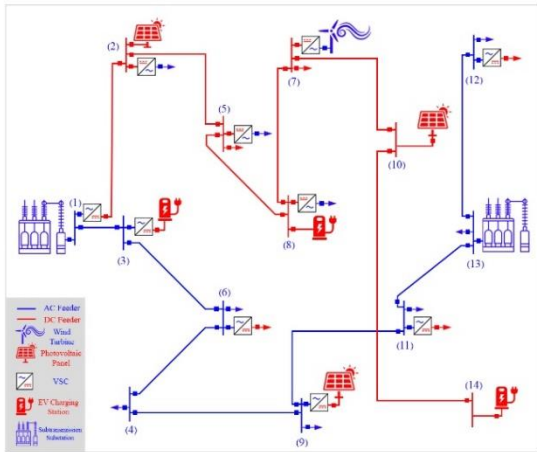 (2)
(7)
(12)
(5)
(10)
(1)
(8)
(3)
(13)
(6)
(11)
(14)
(4)
(9)
AC Feeder
DC Feeder
Wind
Turbine
Photovoltaic
Panel
VSC
EV Charging
Station
Subtransmission
Substation